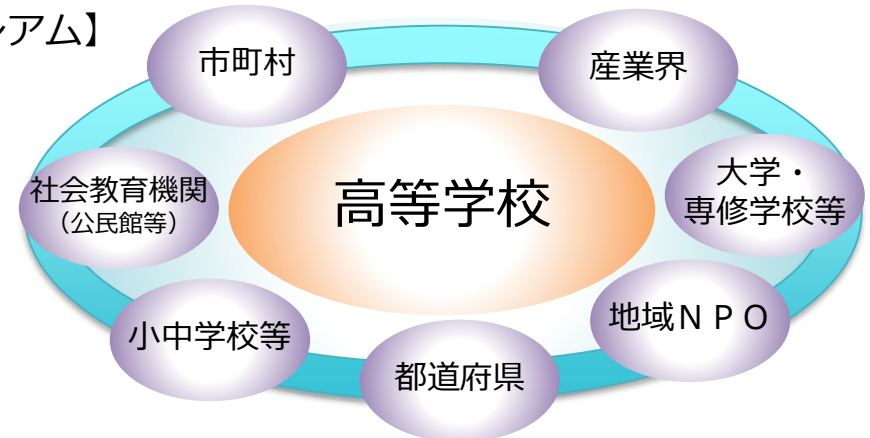 シアム】
市町村
産業界
社会教育機関
（公民館等）
高等学校
大学・
専修学校等
小中学校等
地域ＮＰＯ
都道府県